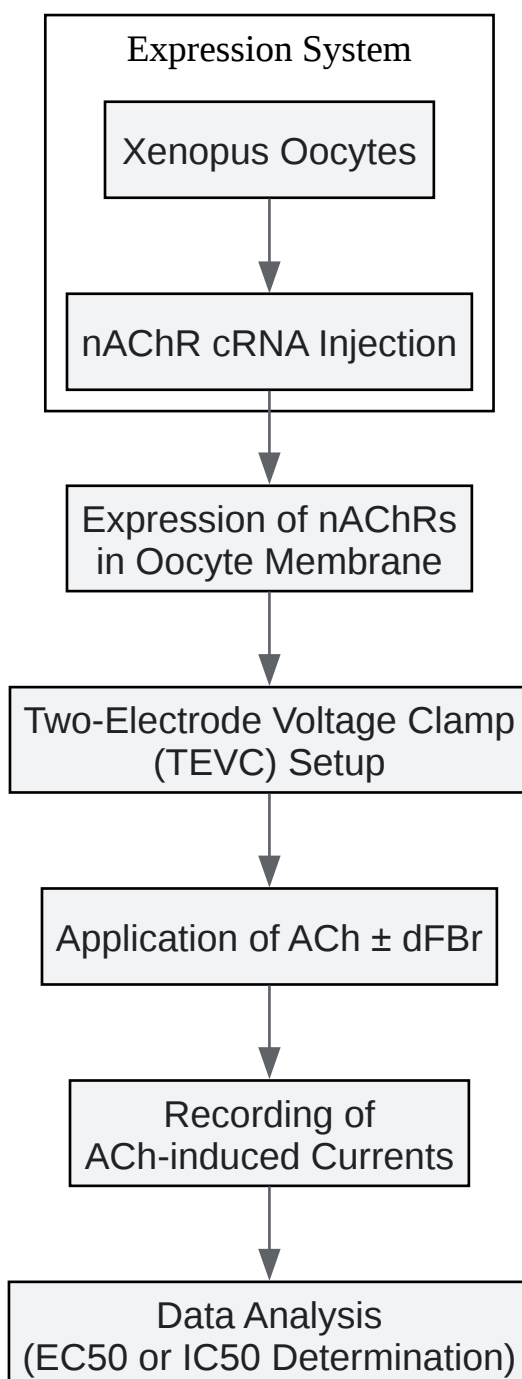 Expression System
Xenopus Oocytes
nAChR cRNA Injection
Expression of nAChRs
in Oocyte Membrane
Two-Electrode Voltage Clamp
(TEVC) Setup
Application of ACh ± dFBr
Recording of
ACh-induced Currents
Data Analysis
(EC50 or IC50 Determination)